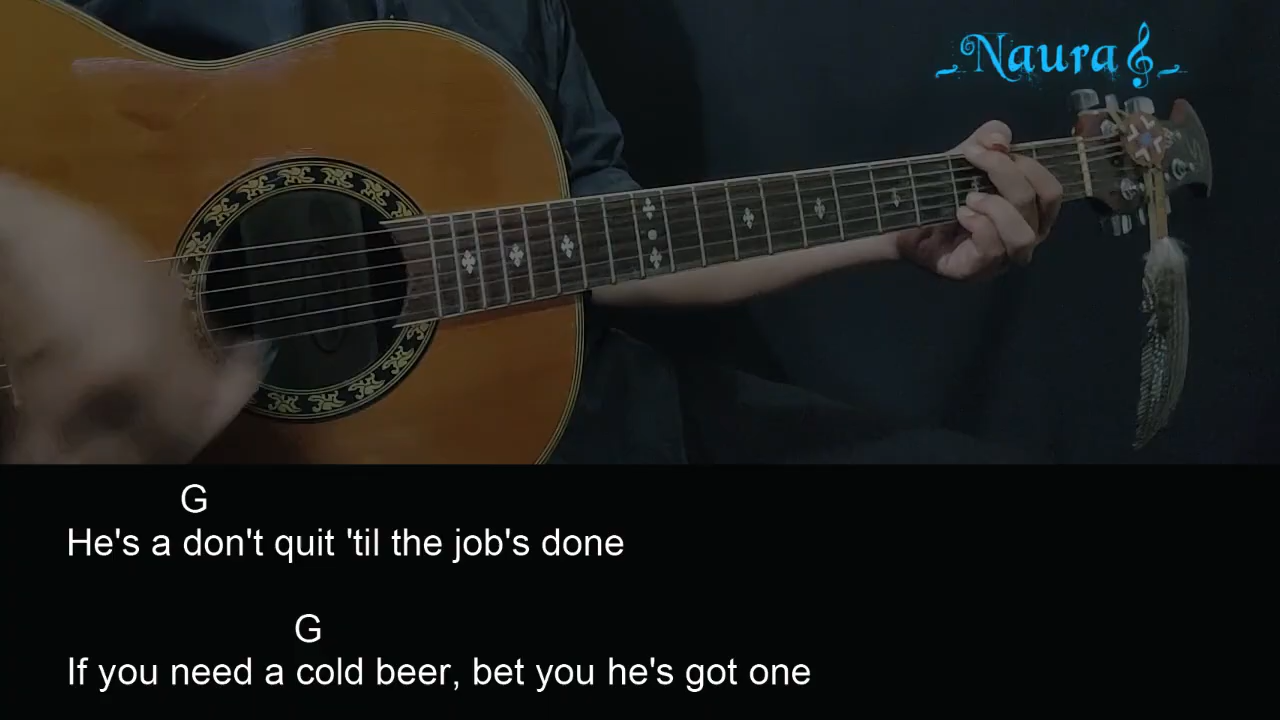 Naura
G
He's a don't quit 'til the job's done
G
If you need a cold beer, bet you he's got one